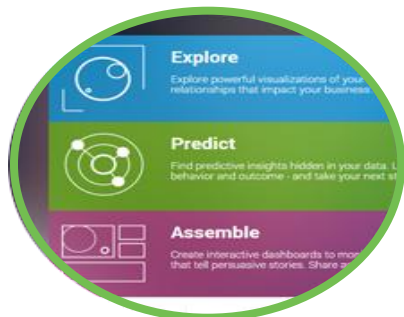 Explore
Explore powerful visualizations of your
relationships that impact your business
Predict
Find predictive insights hidden in your data.
behavior and outcome - and take your next
Assemble
Create interactive dashboards to
that tell persuasive stories. Share